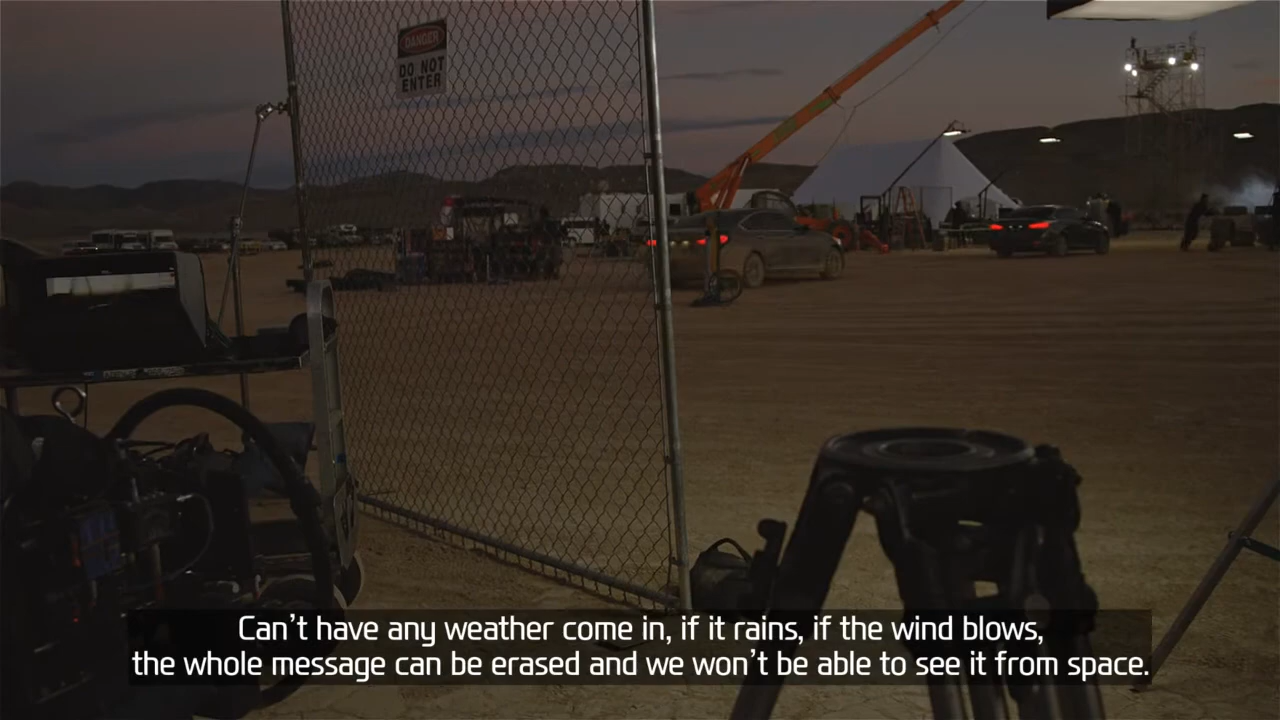 DANGER
DO NOT
ENTER
Can't have any weather come in, if it rains, if the wind blows,
the whole message can be erased and we won't be able to see it from space.